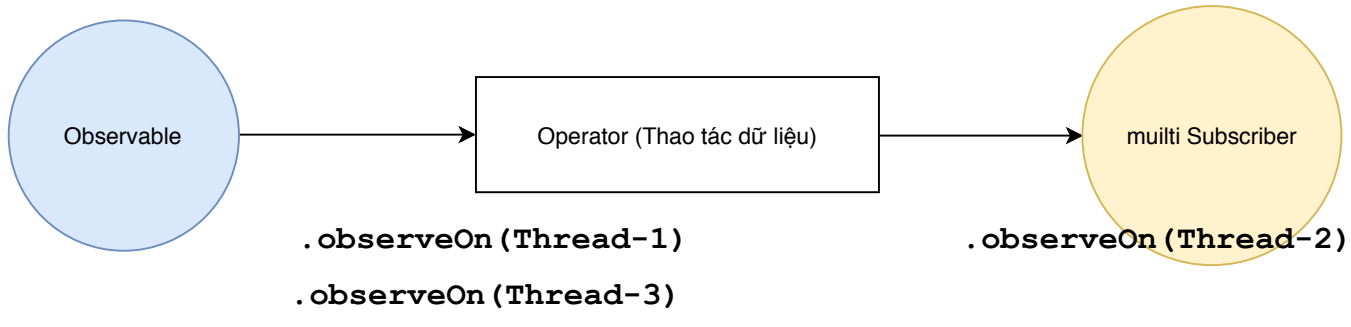 Observable
Operator (Thao tác dữ liệu)
muilti Subscriber
.observeOn(Thread-1)
.observeOn(Thread-2)
.observeOn(Thread-3)